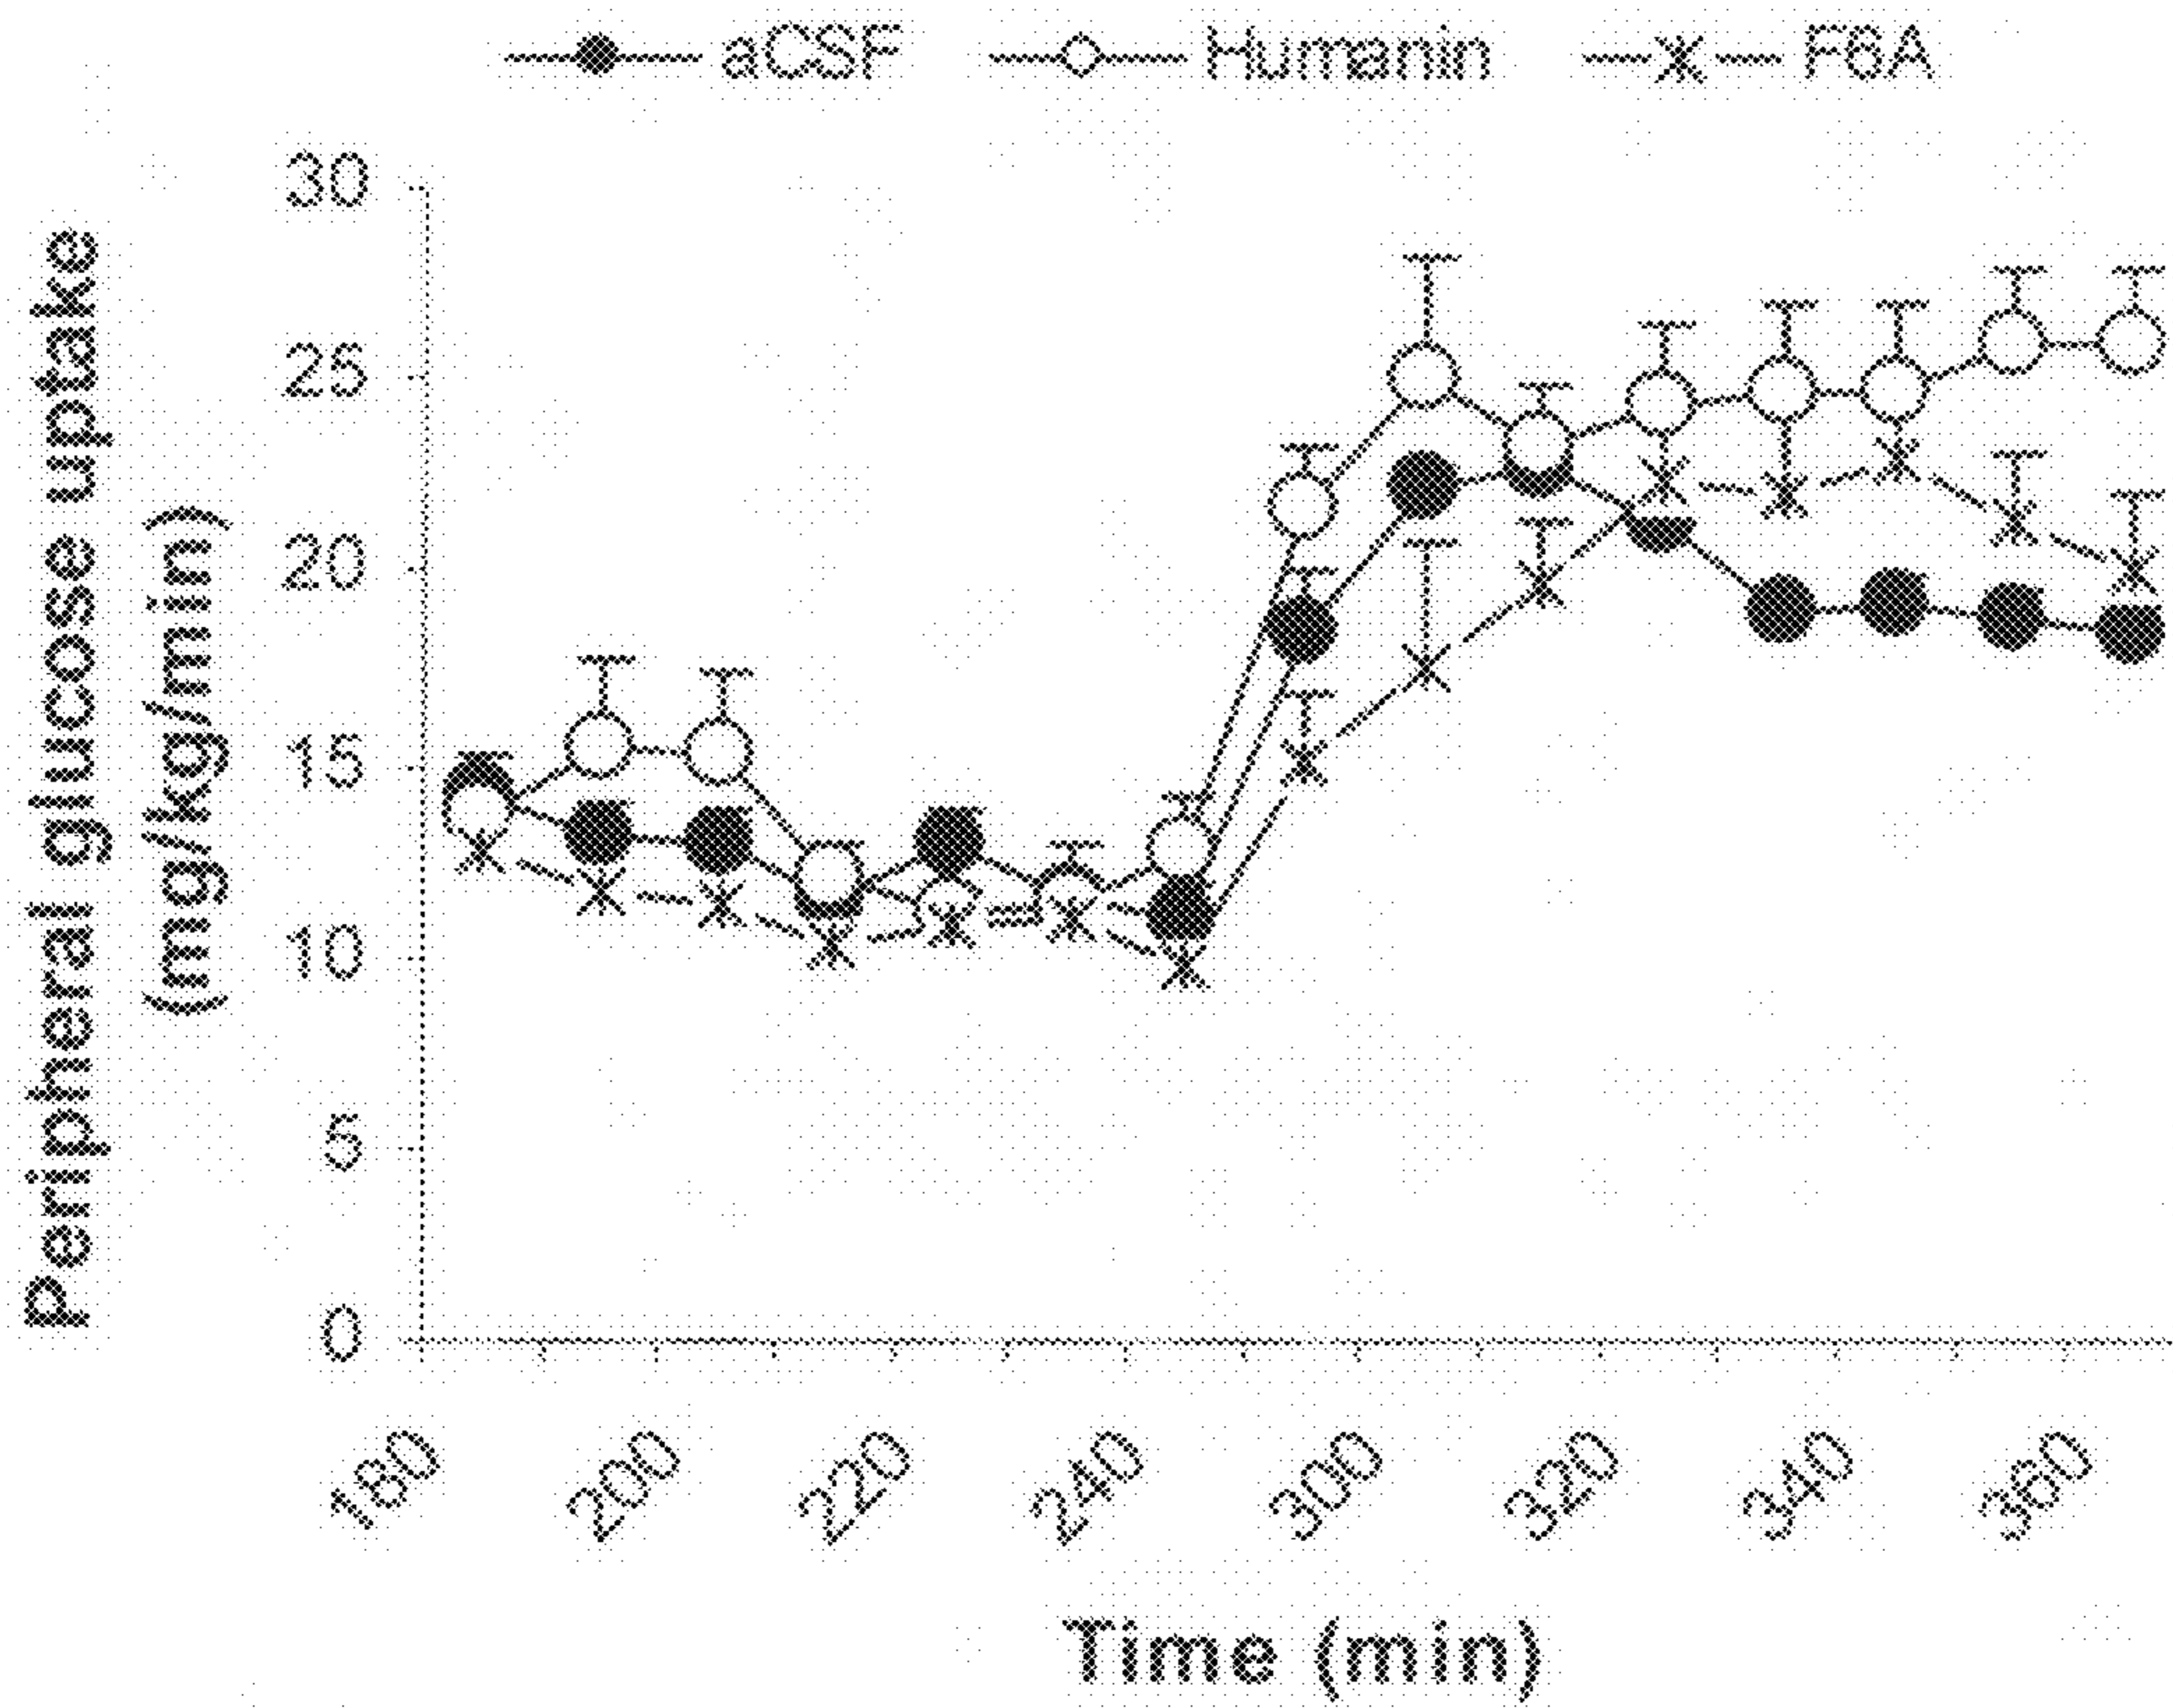 aCSF Humanin F6A
Peripheral glucose uptake
(mg/kg/min)
30
25
20
15
10
5
0
180 200 220 240 300 320 340 360
Time (min)